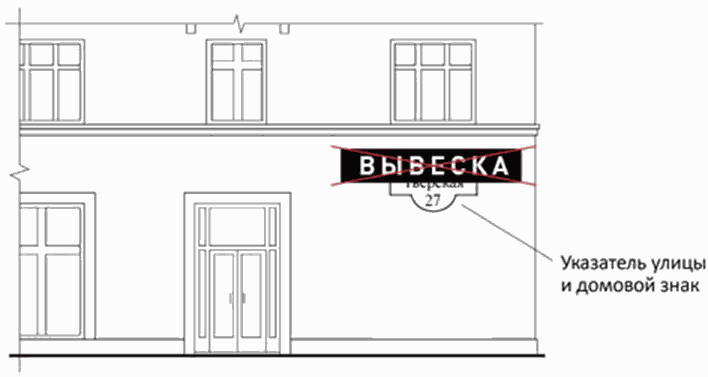 ВЫВЕСКА
Тверская
27
Указатель улицы
и домовой знак